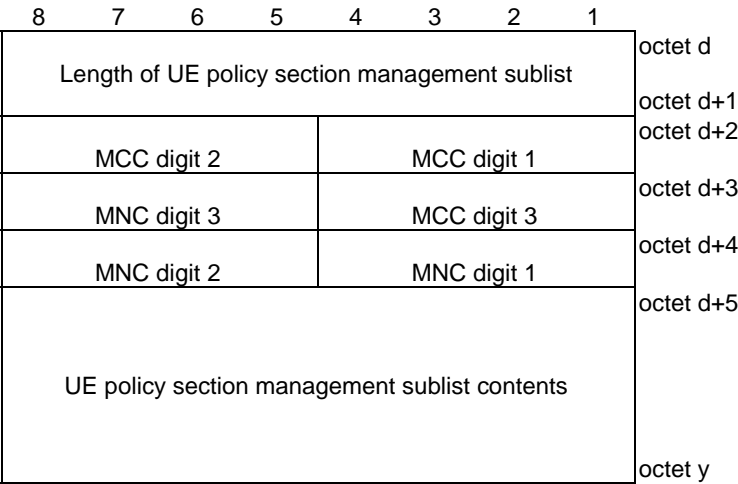 8 7 6 5 4 3 2 1
octet d
Length of UE policy section management sublist
octet d+1
octet d+2
MCC digit 2 MCC digit 1
octet d+3
MNC digit 3 MCC digit 3
octet d+4
MNC digit 2 MNC digit 1
octet d+5
UE policy section management sublist contents
octet y